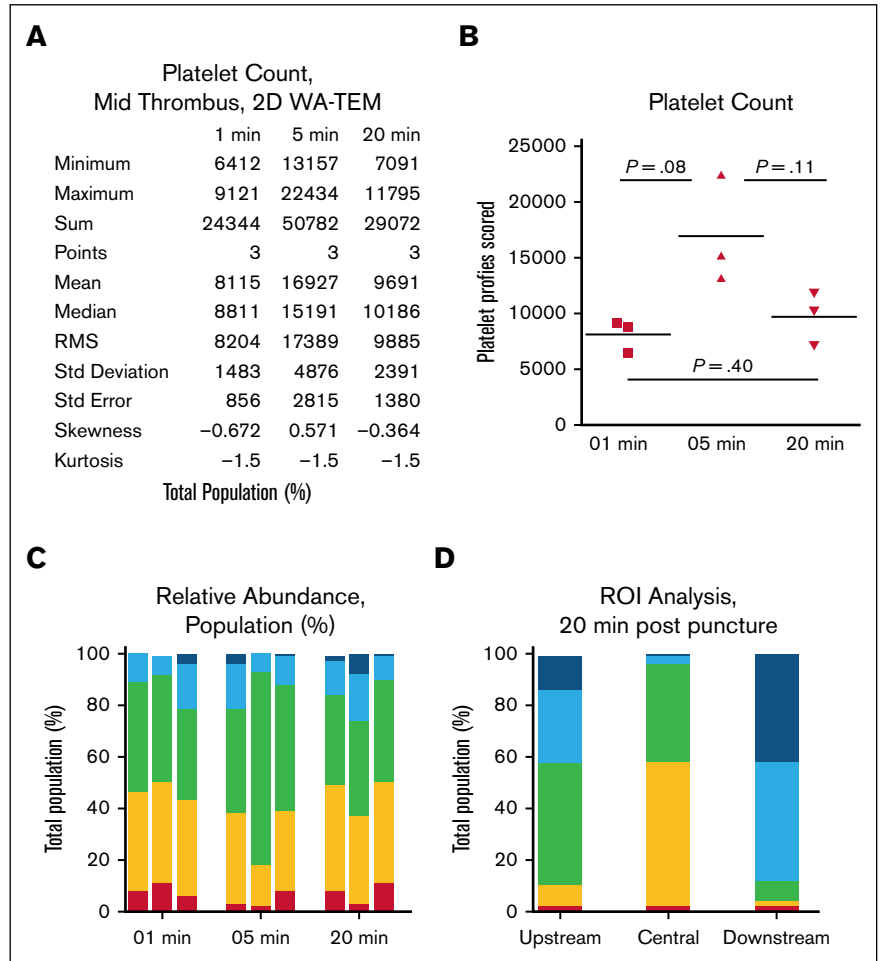 A
Platelet Count,
Mid Thrombus, 2D WA-TEM
1 min 5 min 20 min
Minimum 6412 13157 7091
Maximum 9121 22434 11795
Sum 24344 50782 29072
Points 3 3 3
Mean 8115 16927 9691
Median 8811 15191 10186
RMS 8204 17389 9885
Std Deviation 1483 4876 2391
Std Error 856 2815 1380
Skewness −0.672 0.571 −0.364
Kurtosis −1.5 −1.5 −1.5
Total Population (%)
B
Platelet Count
Platelet profies scored
25000
20000
15000
10000
5000
0
P = .08
P = .11
P = .40
01 min 05 min 20 min
C
Relative Abundance,
Population (%)
Total population (%)
100
80
60
40
20
0
01 min 05 min 20 min
D
ROI Analysis,
20 min post puncture
Total population (%)
100
80
60
40
20
0
Upstream Central Downstream